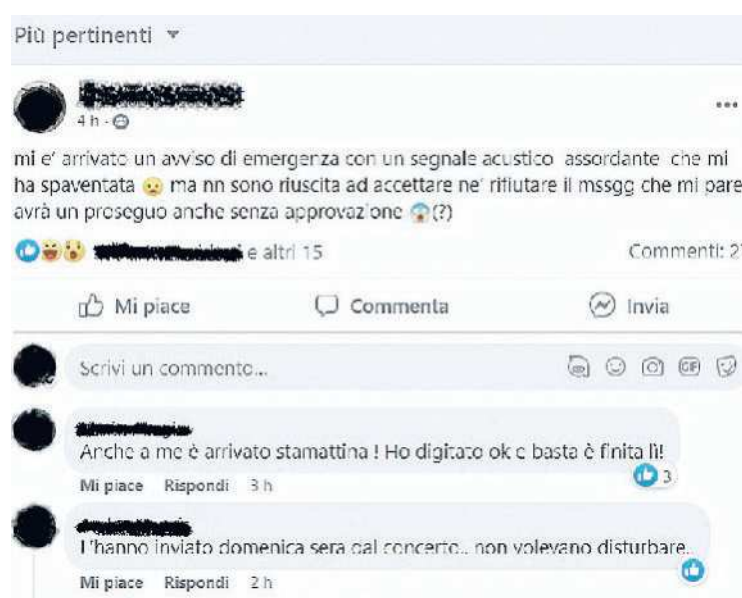 Più pertinenti
4 h
mi e' arrivato un avviso di emergenza con un segnale acustico assordante che mi
ha spaventata 😟 ma nn sono riuscita ad accettare ne' rifiutare il mssgg che mi pare
avrà un proseguo anche senza approvazione 😱(?)
e altri 15
Commenti: 2
Mi piace Commenta Invia
Scrivi un commento...
GIF
Anche a me è arrivato stamattina ! Ho digitato ok e basta è finita lì!
3
Mi piace Rispondi 3 h
L'hanno inviato domenica sera dal concerto.. non volevano disturbare..
Mi piace Rispondi 2 h